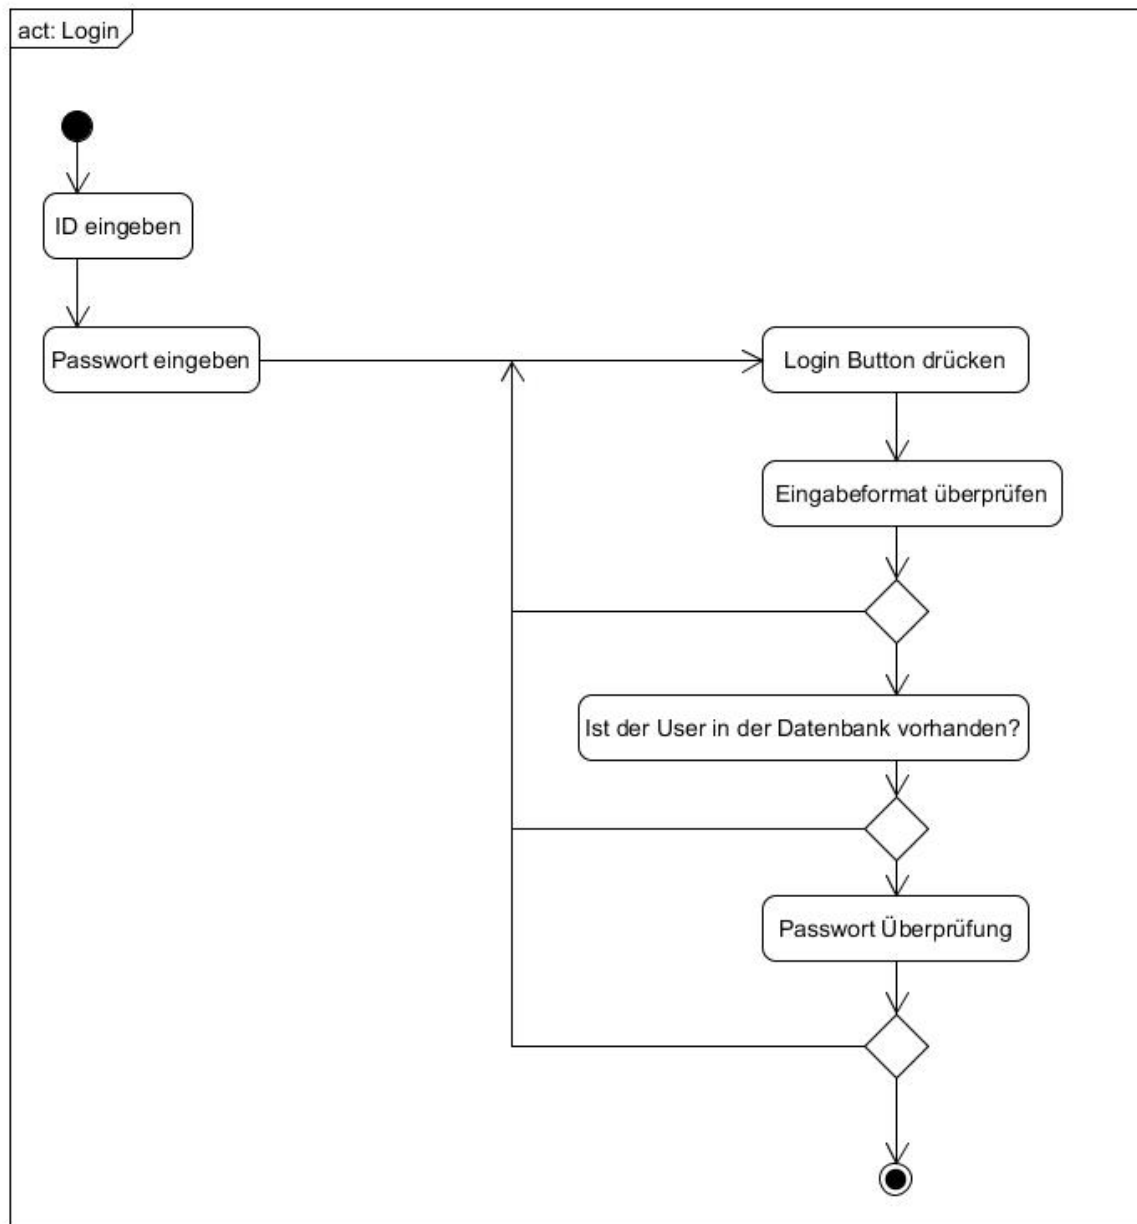 act: Login
ID eingeben
Passwort eingeben
Login Button drücken
Eingabeformat überprüfen
Ist der User in der Datenbank vorhanden?
Passwort Überprüfung